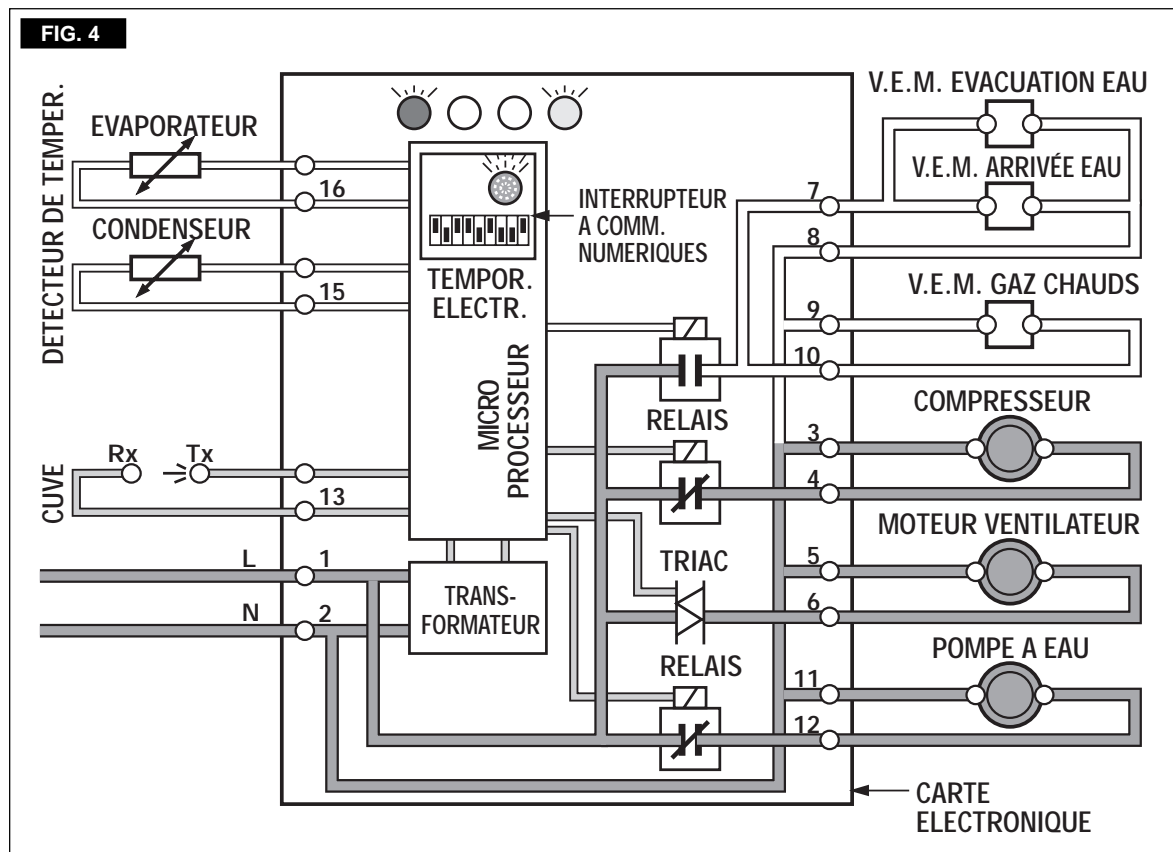 FIG. 4
DETECTEUR DE TEMPER.
EVAPORATEUR
16
CONDENSEUR
15
CUVE
Rx
Tx
13
L
1
N
2
INTERRUPTEUR
A COMM.
NUMERIQUES
TEMPOR.
ELECTR.
MICRO
PROCESSEUR
TRANS-
FORMATEUR
RELAIS
TRIAC
RELAIS
V.E.M. EVACUATION EAU
V.E.M. ARRIVÉE EAU
7
8
V.E.M. GAZ CHAUDS
9
10
COMPRESSEUR
3
4
MOTEUR VENTILATEUR
5
6
POMPE A EAU
11
12
CARTE
ELECTRONIQUE